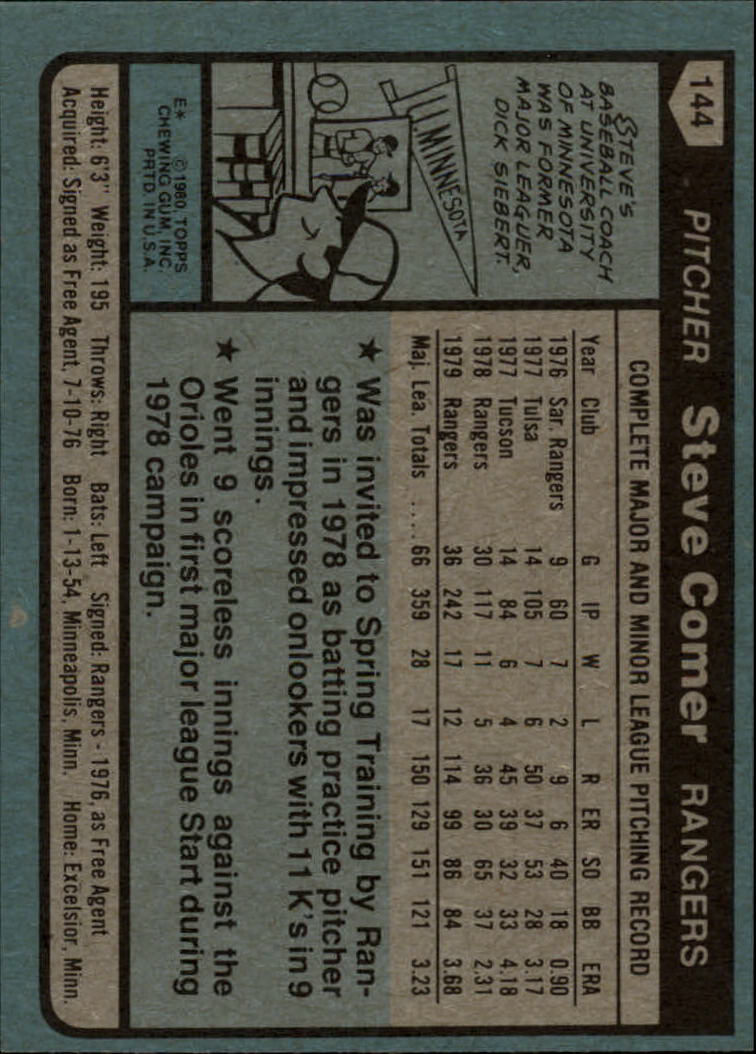 144 PITCHER Steve Comer RANGERS
STEVE'S
BASEBALL COACH
AT UNIVERSITY
OF MINNESOTA
WAS FORMER
MAJOR LEAGUER,
DICK SIEBERT.
MINNESOTA
E* ©1980, TOPPS
CHEWING GUM, INC.
PRTD. IN U.S.A.
COMPLETE MAJOR AND MINOR LEAGUE PITCHING RECORD
Year Club G IP W L R ER SO BB ERA
1976 Sar. Rangers 9 60 7 2 9 6 40 18 0.90
1977 Tulsa 14 105 7 6 50 37 53 28 3.17
1977 Tucson 14 84 6 4 45 39 32 33 4.18
1978 Rangers 30 117 11 5 36 30 65 37 2.31
1979 Rangers 36 242 17 12 114 99 86 84 3.68
Maj. Lea. Totals ..... 66 359 28 17 150 129 151 121 3.23
★ Was invited to Spring Training by Ran-
gers in 1978 as batting practice pitcher
and impressed onlookers with 11 K's in 9
innings.
★ Went 9 scoreless innings against the
Orioles in first major league Start during
1978 campaign.
Height: 6'3" Weight: 195 Throws: Right Bats: Left Signed: Rangers - 1976, as Free Agent
Acquired: Signed as Free Agent, 7-10-76 Born: 1-13-54, Minneapolis, Minn. Home: Excelsior, Minn.